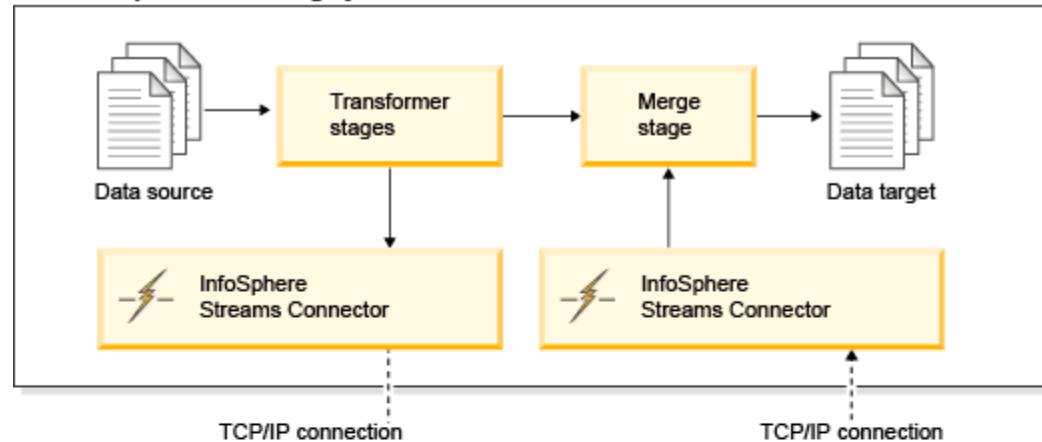 Transformer
stages
Merge
stage
Data source
Data target
InfoSphere
Streams Connector
InfoSphere
Streams Connector
TCP/IP connection
TCP/IP connection